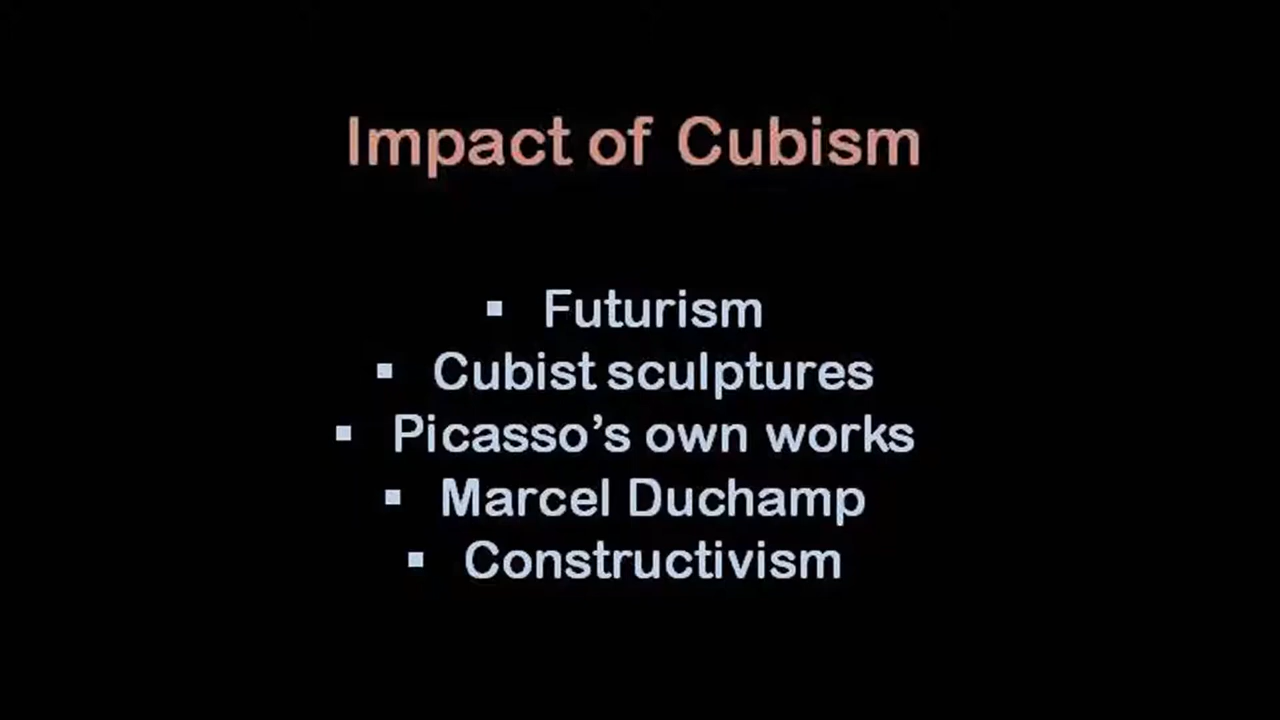 Impact of Cubism
▪ Futurism
▪ Cubist sculptures
▪ Picasso’s own works
▪ Marcel Duchamp
▪ Constructivism